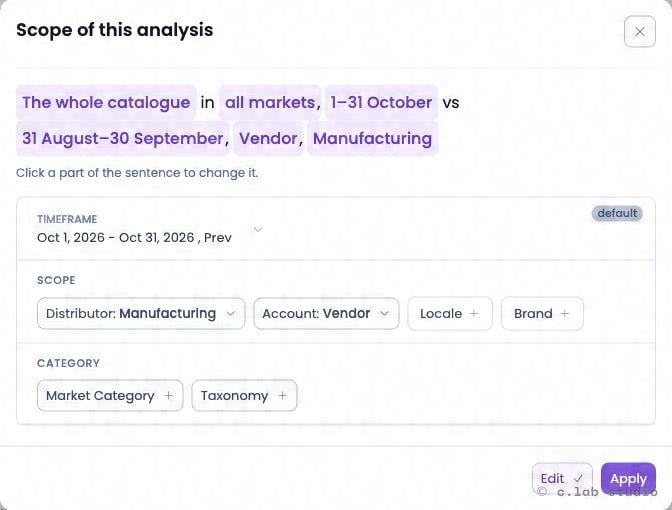 Scope of this analysis
The whole catalogue in all markets, 1–31 October vs
31 August–30 September, Vendor, Manufacturing
Click a part of the sentence to change it.
default
TIMEFRAME
Oct 1, 2026 - Oct 31, 2026 , Prev
SCOPE
Distributor: Manufacturing Account: Vendor Locale + Brand +
CATEGORY
Market Category + Taxonomy +
Edit ✓ Apply
© c.lab studio